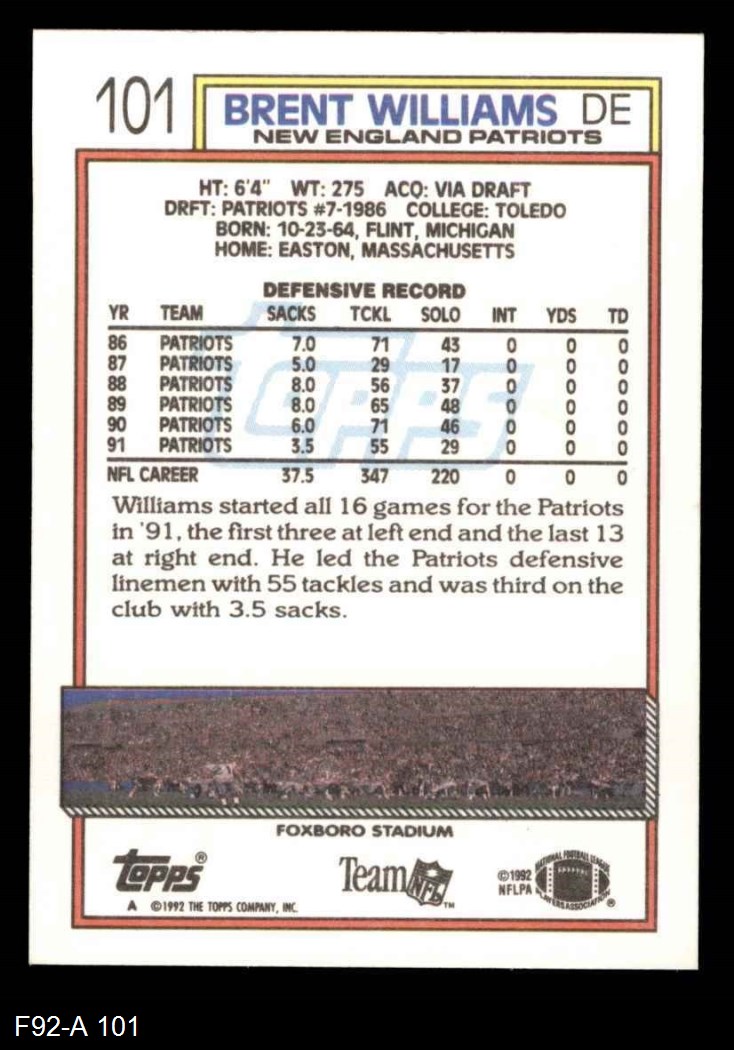 101
BRENT WILLIAMS DE
NEW ENGLAND PATRIOTS
HT: 6'4" WT: 275 ACQ: VIA DRAFT
DRFT: PATRIOTS #7-1986 COLLEGE: TOLEDO
BORN: 10-23-64, FLINT, MICHIGAN
HOME: EASTON, MASSACHUSETTS
DEFENSIVE RECORD
YR TEAM SACKS TCKL SOLO INT YDS TD
86 PATRIOTS 7.0 71 43 0 0 0
87 PATRIOTS 5.0 29 17 0 0 0
88 PATRIOTS 8.0 56 37 0 0 0
89 PATRIOTS 8.0 65 48 0 0 0
90 PATRIOTS 6.0 71 46 0 0 0
91 PATRIOTS 3.5 55 29 0 0 0
NFL CAREER 37.5 347 220 0 0 0
Topps
Williams started all 16 games for the Patriots
in '91, the first three at left end and the last 13
at right end. He led the Patriots defensive
linemen with 55 tackles and was third on the
club with 3.5 sacks.
FOXBORO STADIUM
Topps®
Team NFL™
©1992
NFLPA
NATIONAL FOOTBALL LEAGUE
PLAYERS ASSOCIATION ®
A ©1992 THE TOPPS COMPANY, INC.
F92-A 101